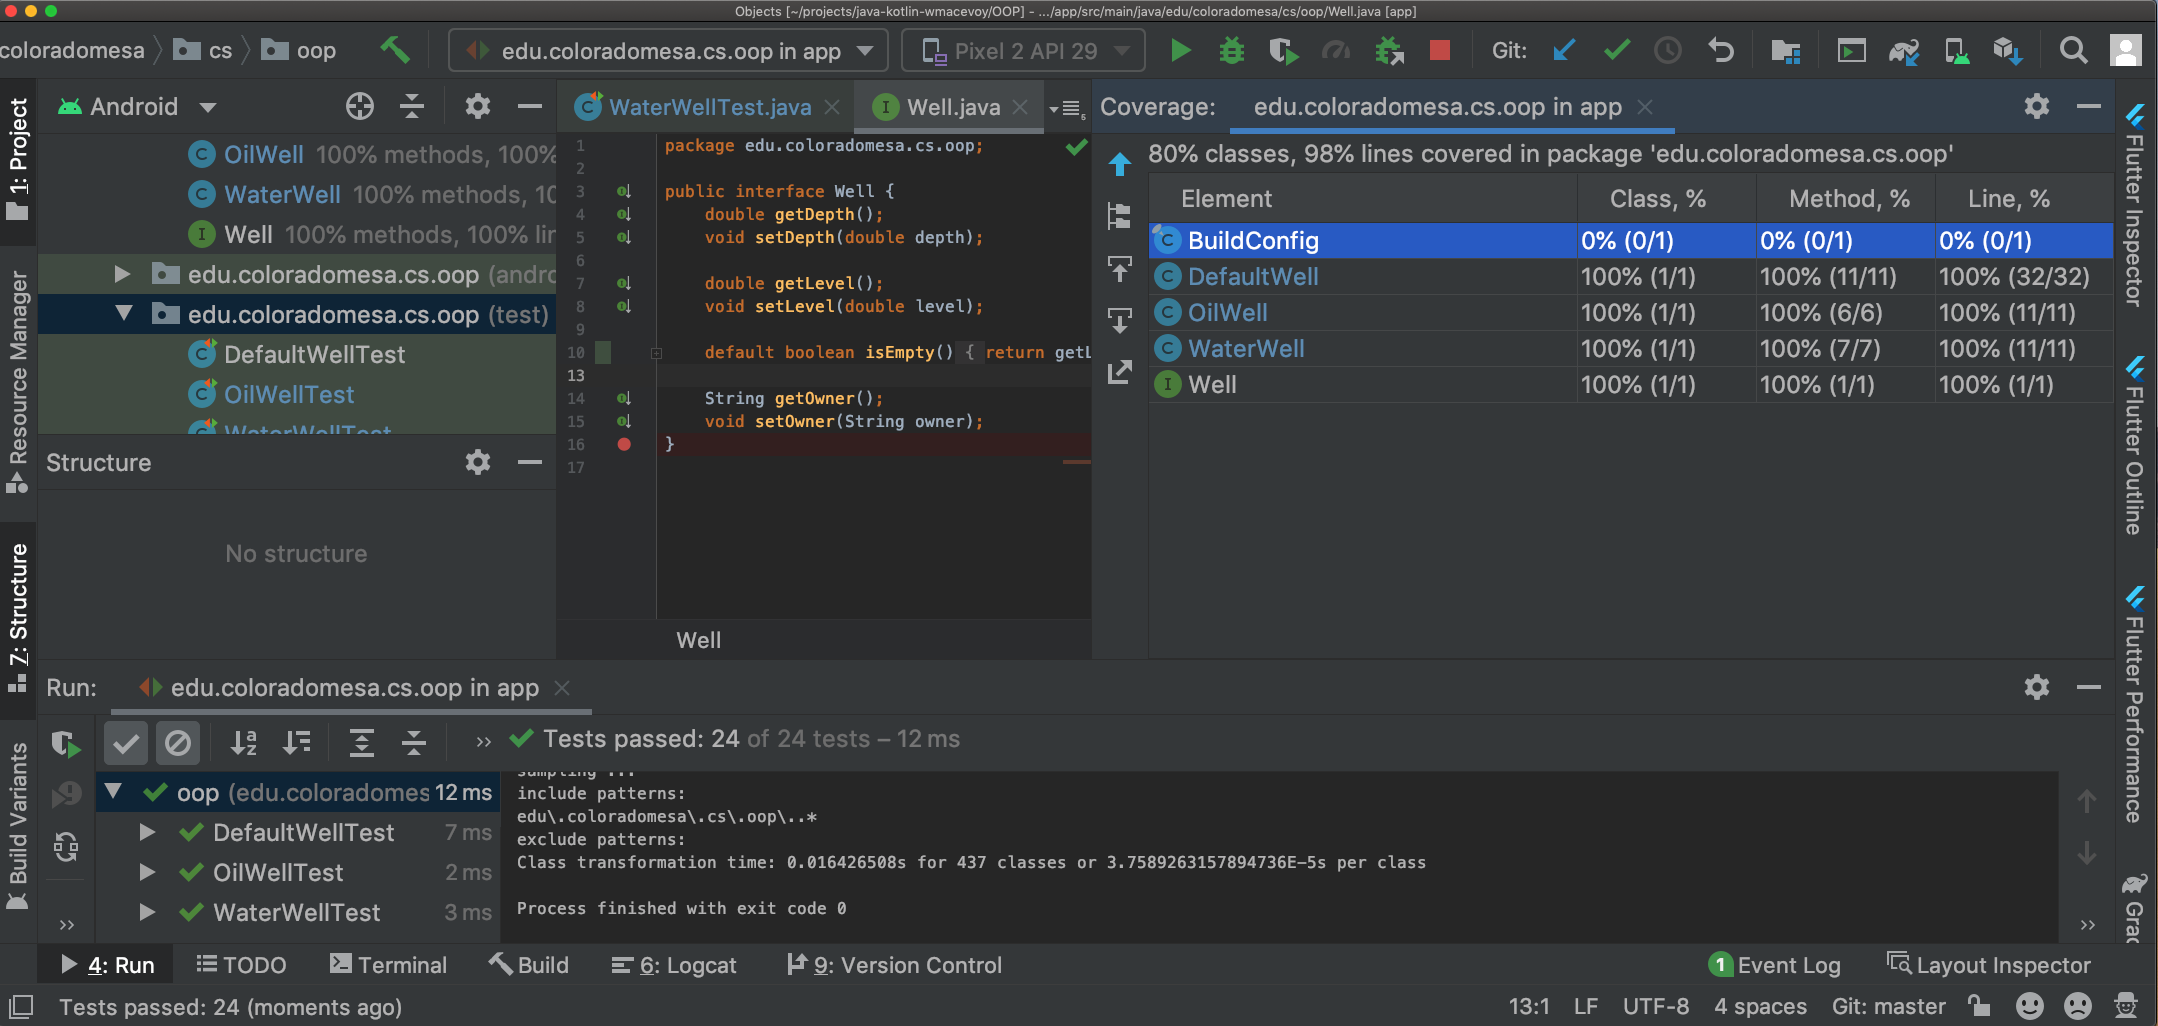 Objects [~/projects/java-kotlin-wmacevoy/OOP] - .../app/src/main/java/edu/coloradomesa/cs/oop/Well.java [app]
coloradomesa cs oop edu.coloradomesa.cs.oop in app Pixel 2 API 29 Git:
1: Project
Resource Manager
Z: Structure
Build Variants
Android
OilWell 100% methods, 100%
WaterWell 100% methods, 10
Well 100% methods, 100% lin
edu.coloradomesa.cs.oop (andro
edu.coloradomesa.cs.oop (test)
DefaultWellTest
OilWellTest
WaterWellTest
Structure
No structure
WaterWellTest.java Well.java
1 package edu.coloradomesa.cs.oop;
2
3 public interface Well {
4 double getDepth();
5 void setDepth(double depth);
6
7 double getLevel();
8 void setLevel(double level);
9
10 default boolean isEmpty() { return getL
13
14 String getOwner();
15 void setOwner(String owner);
16 }
17
Well
Coverage: edu.coloradomesa.cs.oop in app
80% classes, 98% lines covered in package 'edu.coloradomesa.cs.oop'
Element Class, % Method, % Line, %
BuildConfig 0% (0/1) 0% (0/1) 0% (0/1)
DefaultWell 100% (1/1) 100% (11/11) 100% (32/32)
OilWell 100% (1/1) 100% (6/6) 100% (11/11)
WaterWell 100% (1/1) 100% (7/7) 100% (11/11)
Well 100% (1/1) 100% (1/1) 100% (1/1)
Flutter Inspector
Flutter Outline
Flutter Performance
Grad
Run: edu.coloradomesa.cs.oop in app
Tests passed: 24 of 24 tests – 12 ms
oop (edu.coloradomes 12 ms
DefaultWellTest 7 ms
OilWellTest 2 ms
WaterWellTest 3 ms
sampling ...
include patterns:
edu\.coloradomesa\.cs\.oop\..*
exclude patterns:
Class transformation time: 0.016426508s for 437 classes or 3.7589263157894736E-5s per class
Process finished with exit code 0
4: Run TODO Terminal Build 6: Logcat 9: Version Control 1 Event Log Layout Inspector
Tests passed: 24 (moments ago) 13:1 LF UTF-8 4 spaces Git: master